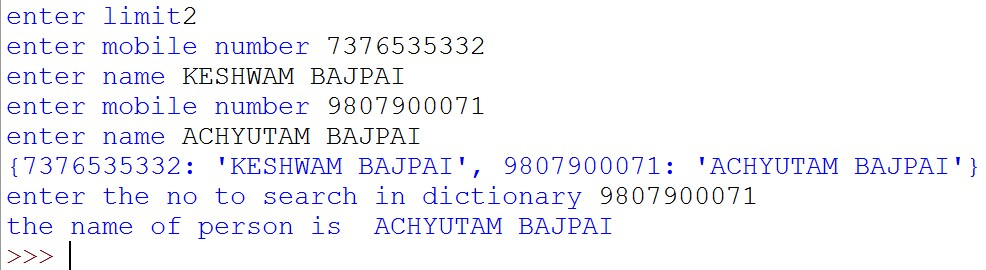 enter limit2
enter mobile number 7376535332
enter name KESHWAM BAJPAI
enter mobile number 9807900071
enter name ACHYUTAM BAJPAI
{7376535332: 'KESHWAM BAJPAI', 9807900071: 'ACHYUTAM BAJPAI'}
enter the no to search in dictionary 9807900071
the name of person is  ACHYUTAM BAJPAI
>>>